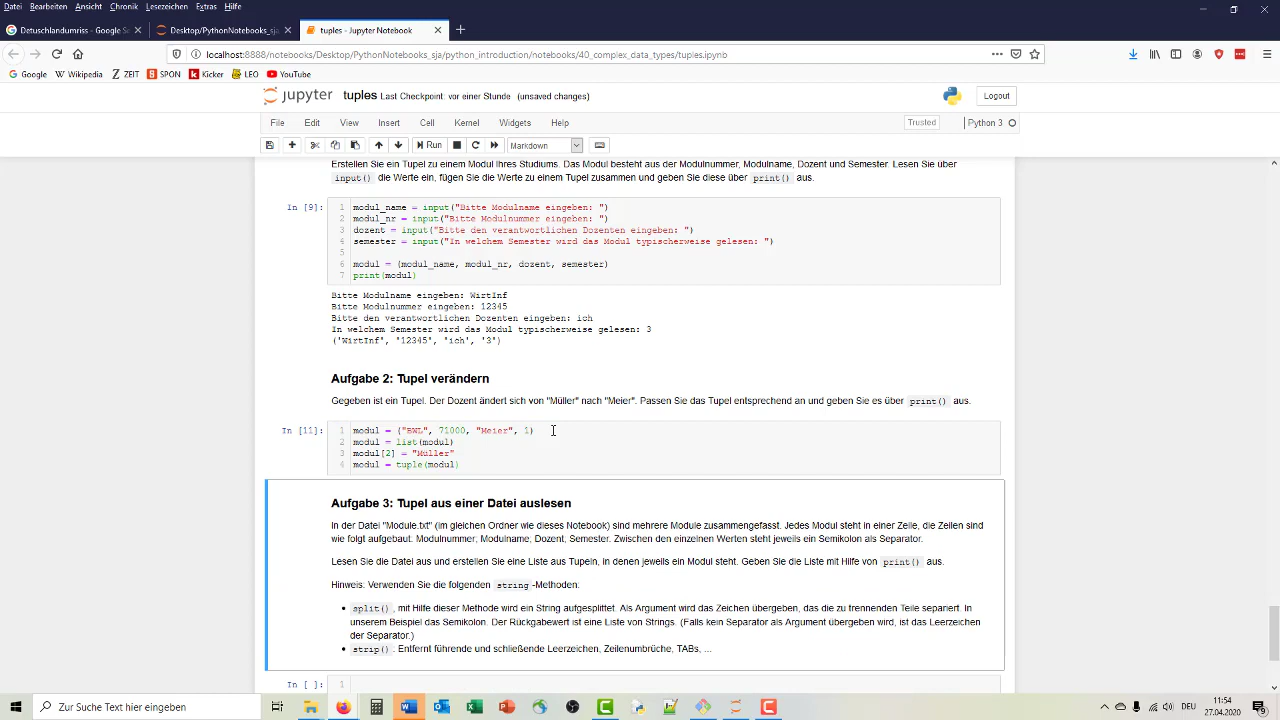 Datei Bearbeiten Ansicht Chronik Lesezeichen Extras Hilfe
Detuschlandumriss - Google Se
Desktop/PythonNotebooks_sja/p
tuples - Jupyter Notebook
localhost:8888/notebooks/Desktop/PythonNotebooks_sja/python_introduction/notebooks/40_complex_data_types/tuples.ipynb
Google Wikipedia ZEIT SPON Kicker LEO YouTube
jupyter tuples Last Checkpoint: vor einer Stunde (unsaved changes) Logout
File Edit View Insert Cell Kernel Widgets Help Trusted Python 3
Run Markdown
Erstellen Sie ein Tupel zu einem Modul Ihres Studiums. Das Modul besteht aus der Modulnummer, Modulname, Dozent und Semester. Lesen Sie über
input() die Werte ein, fügen Sie die Werte zu einem Tupel zusammen und geben Sie diese über print() aus.
In [9]: 1 modul_name = input("Bitte Modulname eingeben: ")
2 modul_nr = input("Bitte Modulnummer eingeben: ")
3 dozent = input("Bitte den verantwortlichen Dozenten eingeben: ")
4 semester = input("In welchem Semester wird das Modul typischerweise gelesen: ")
5
6 modul = (modul_name, modul_nr, dozent, semester)
7 print(modul)
Bitte Modulname eingeben: WirtInf
Bitte Modulnummer eingeben: 12345
Bitte den verantwortlichen Dozenten eingeben: ich
In welchem Semester wird das Modul typischerweise gelesen: 3
('WirtInf', '12345', 'ich', '3')
Aufgabe 2: Tupel verändern
Gegeben ist ein Tupel. Der Dozent ändert sich von "Müller" nach "Meier". Passen Sie das Tupel entsprechend an und geben Sie es über print() aus.
In [11]: 1 modul = ("BWL", 71000, "Meier", 1)
2 modul = list(modul)
3 modul[2] = "Müller"
4 modul = tuple(modul)
Aufgabe 3: Tupel aus einer Datei auslesen
In der Datei "Module.txt" (im gleichen Ordner wie dieses Notebook) sind mehrere Module zusammengefasst. Jedes Modul steht in einer Zeile, die Zeilen sind
wie folgt aufgebaut: Modulnummer, Modulname, Dozent, Semester. Zwischen den einzelnen Werten steht jeweils ein Semikolon als Separator.
Lesen Sie die Datei aus und erstellen Sie eine Liste aus Tupeln, in denen jeweils ein Modul steht. Geben Sie die Liste mit Hilfe von print() aus.
Hinweis: Verwenden Sie die folgenden string -Methoden:
split() , mit Hilfe dieser Methode wird ein String aufgesplittet. Als Argument wird das Zeichen übergeben, das die zu trennenden Teile separiert. In
unserem Beispiel das Semikolon. Der Rückgabewert ist eine Liste von Strings. (Falls kein Separator als Argument übergeben wird, ist das Leerzeichen
der Separator.)
strip() . Entfernt führende und schließende Leerzeichen, Zeilenumbrüche, TABs, ...
In [ ]: 1
Zur Suche Text hier eingeben
DEU
11:54
27.04.2020